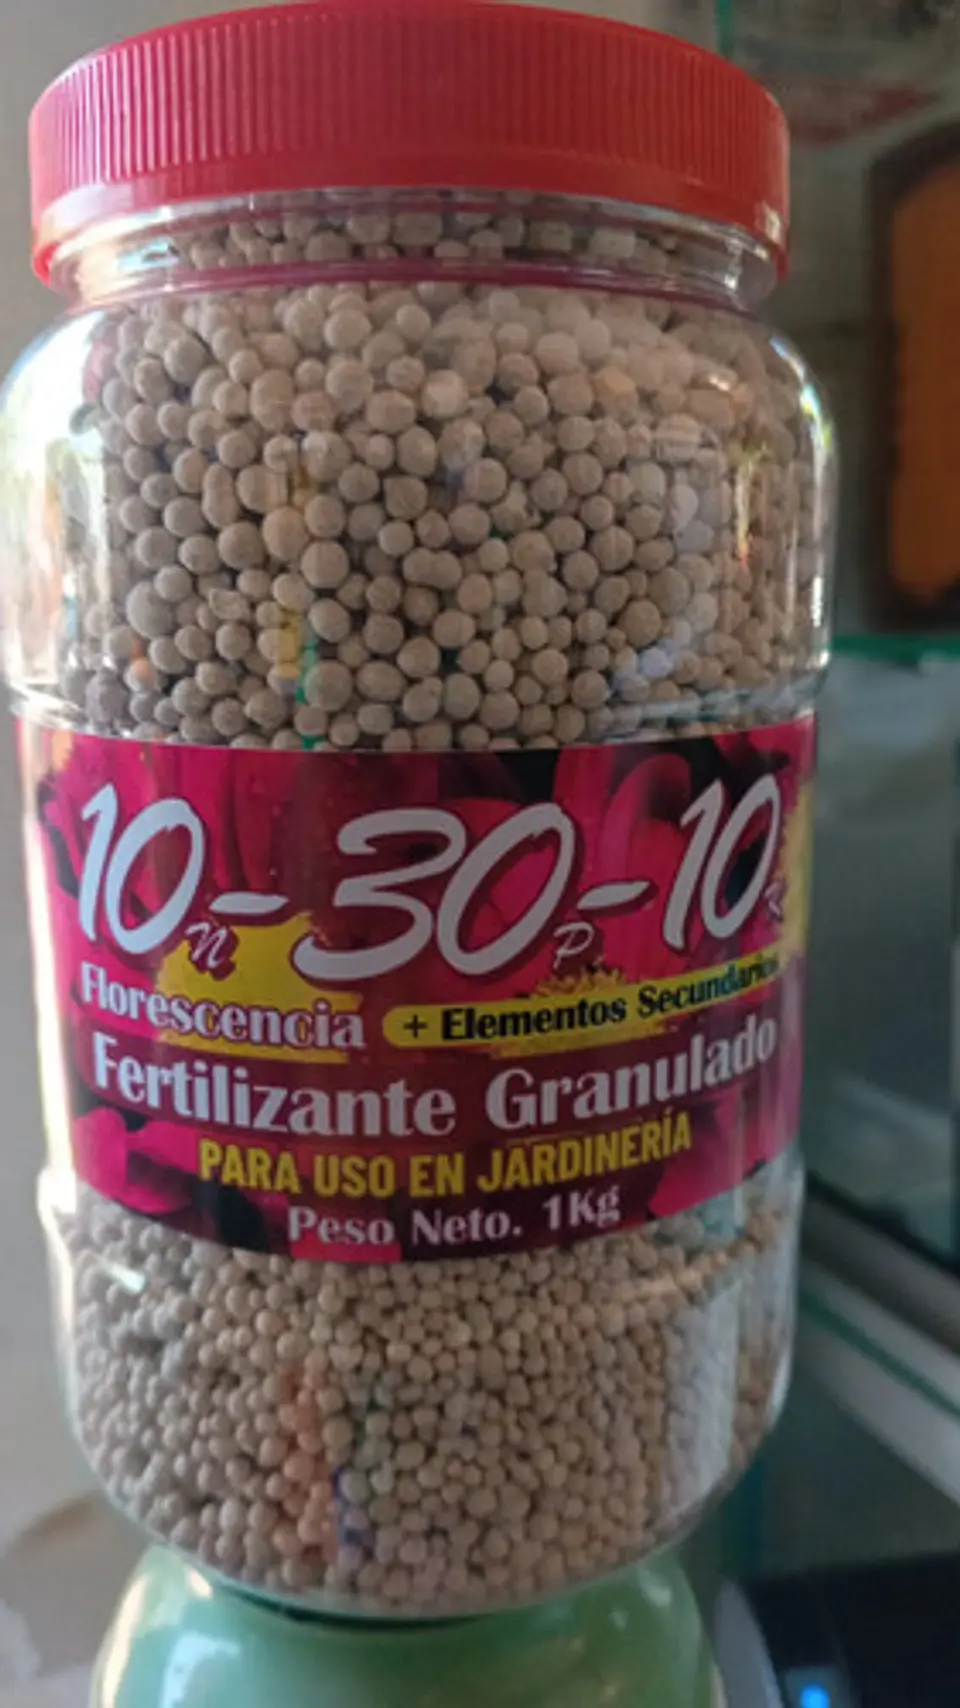 10N-30P-10K
Florescencia + Elementos Secundarios
Fertilizante Granulado
PARA USO EN JARDINERÍA
Peso Neto. 1Kg